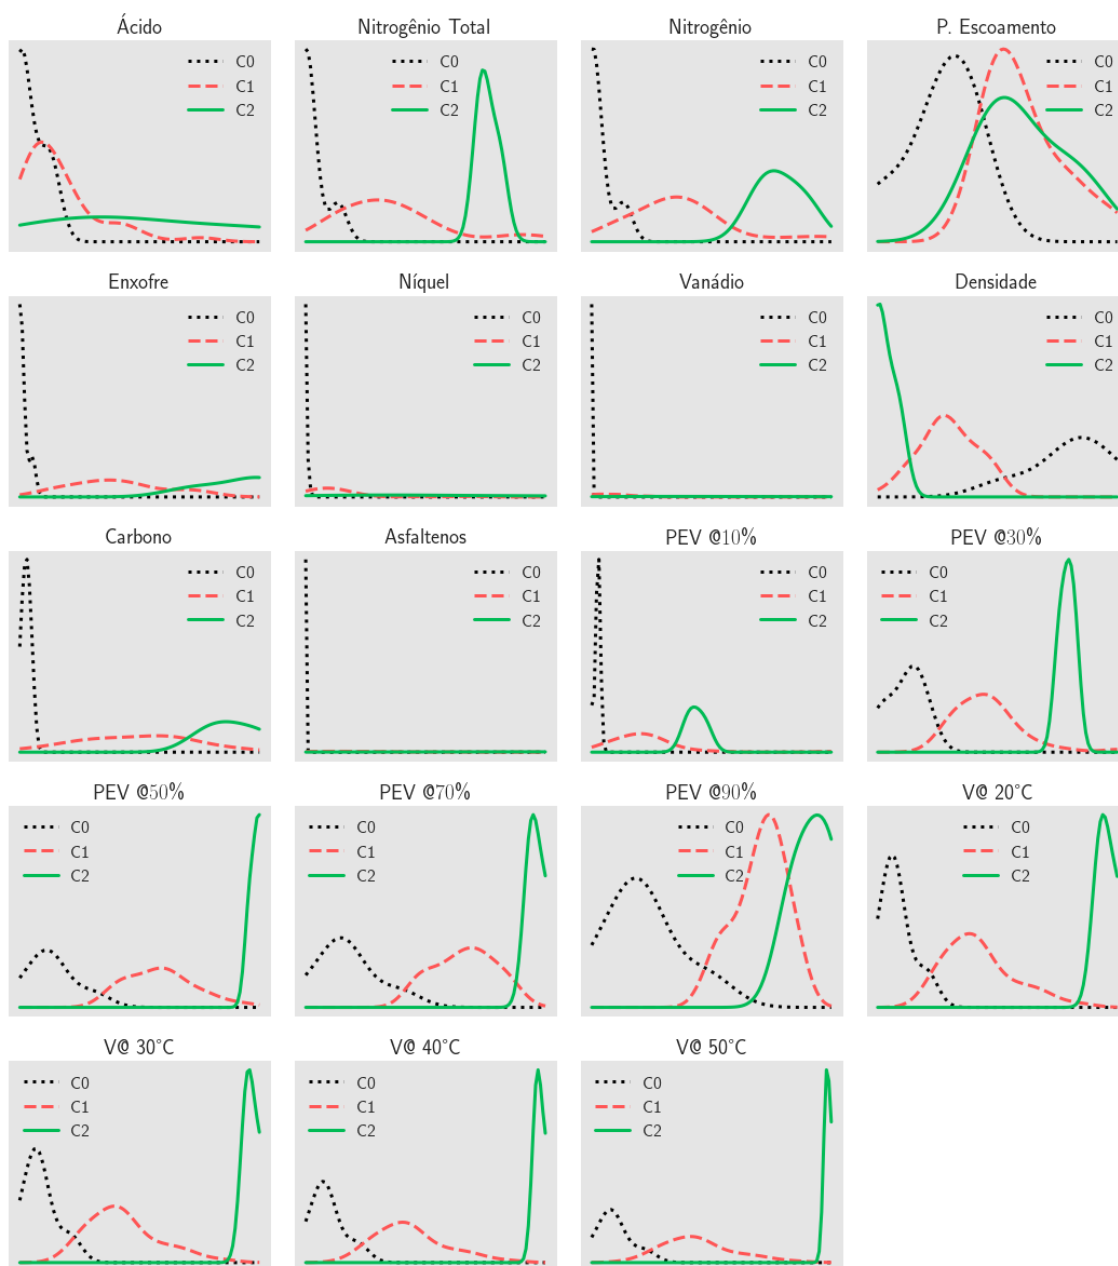 Ácido
C0
C1
C2
Nitrogênio Total
C0
C1
C2
Nitrogênio
C0
C1
C2
P. Escoamento
C0
C1
C2
Enxofre
C0
C1
C2
Níquel
C0
C1
C2
Vanádio
C0
C1
C2
Densidade
C0
C1
C2
Carbono
C0
C1
C2
Asfaltenos
C0
C1
C2
PEV @10%
C0
C1
C2
PEV @30%
C0
C1
C2
PEV @50%
C0
C1
C2
PEV @70%
C0
C1
C2
PEV @90%
C0
C1
C2
V@ 20°C
C0
C1
C2
V@ 30°C
C0
C1
C2
V@ 40°C
C0
C1
C2
V@ 50°C
C0
C1
C2